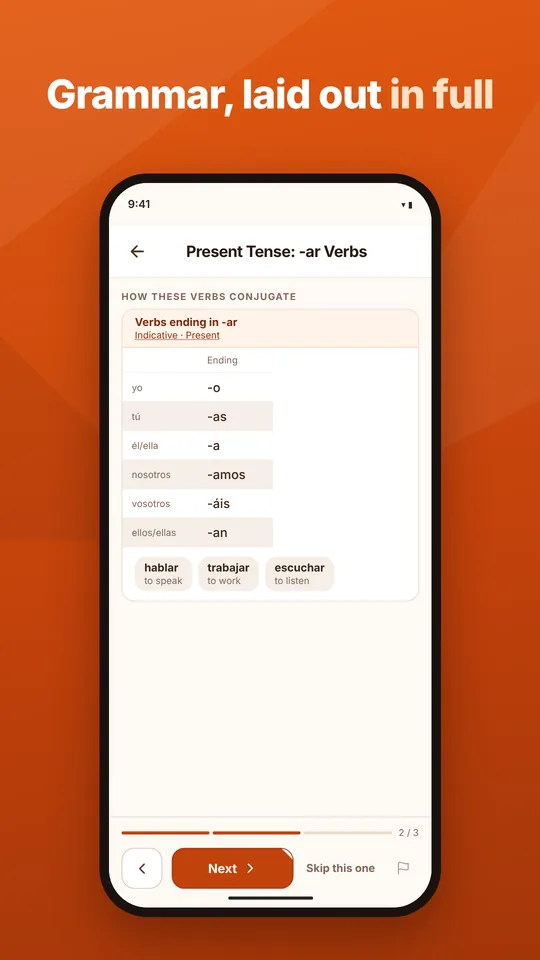 Grammar, laid out in full
9:41
Present Tense: -ar Verbs
HOW THESE VERBS CONJUGATE
Verbs ending in -ar
Indicative · Present
Ending
yo -o
tú -as
él/ella -a
nosotros -amos
vosotros -áis
ellos/ellas -an
hablar trabajar escuchar
to speak to work to listen
2 / 3
Next Skip this one